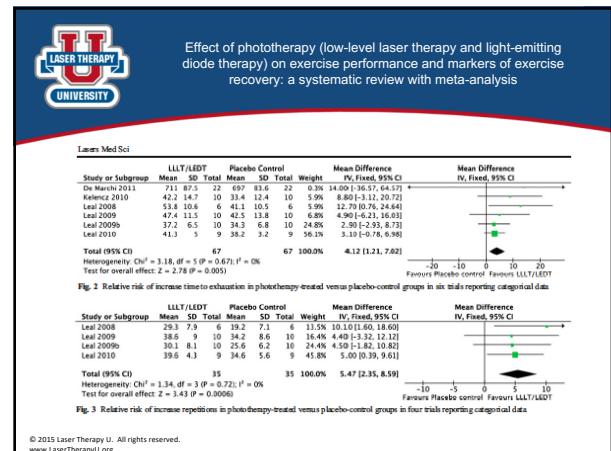 LASER THERAPY
U
UNIVERSITY
Effect of phototherapy (low-level laser therapy and light-emitting
diode therapy) on exercise performance and markers of exercise
recovery: a systematic review with meta-analysis
Lasers Med Sci
LLLT/LEDT Placebo Control Mean Difference Mean Difference
Study or Subgroup Mean SD Total Mean SD Total Weight IV, Fixed, 95% CI IV, Fixed, 95% CI
De Marchi 2011 711 87.5 22 697 83.6 22 0.3% 14.00 [-36.57, 64.57]
Kelencz 2010 42.2 14.7 10 33.4 12.4 10 5.9% 8.80 [-3.12, 20.72]
Leal 2008 53.8 10.6 6 41.1 10.5 6 5.9% 12.70 [0.76, 24.64]
Leal 2009 47.4 11.5 10 42.5 13.8 10 6.8% 4.90 [-6.23, 16.03]
Leal 2009b 37.2 6.5 10 34.3 6.8 10 24.8% 2.90 [-2.93, 8.73]
Leal 2010 41.3 5 9 38.2 3.2 9 56.1% 3.10 [-0.78, 6.98]
Total (95% CI) 67 67 100.0% 4.12 [1.21, 7.02]
Heterogeneity: Chi² = 3.18, df = 5 (P = 0.67); I² = 0%
Test for overall effect: Z = 2.78 (P = 0.005)
-20 -10 0 10 20
Favours Placebo control Favours LLLT/LEDT
Fig. 2 Relative risk of increase time to exhaustion in phototherapy-treated versus placebo-control groups in six trials reporting categorical data
LLLT/LEDT Placebo Control Mean Difference Mean Difference
Study or Subgroup Mean SD Total Mean SD Total Weight IV, Fixed, 95% CI IV, Fixed, 95% CI
Leal 2008 29.3 7.9 6 19.2 7.1 6 13.5% 10.10 [1.60, 18.60]
Leal 2009 38.6 9 10 34.2 8.6 10 16.4% 4.40 [-3.32, 12.12]
Leal 2009b 30.1 8.1 10 25.6 6.2 10 24.4% 4.50 [-1.82, 10.82]
Leal 2010 39.6 4.3 9 34.6 5.6 9 45.8% 5.00 [0.39, 9.61]
Total (95% CI) 35 35 100.0% 5.47 [2.35, 8.59]
Heterogeneity: Chi² = 1.34, df = 3 (P = 0.72); I² = 0%
Test for overall effect: Z = 3.43 (P = 0.0006)
-10 -5 0 5 10
Favours Placebo control Favours LLLT/LEDT
Fig. 3 Relative risk of increase repetitions in phototherapy-treated versus placebo-control groups in four trials reporting categorical data
© 2015 Laser Therapy U. All rights reserved.
www.LaserTherapyU.org